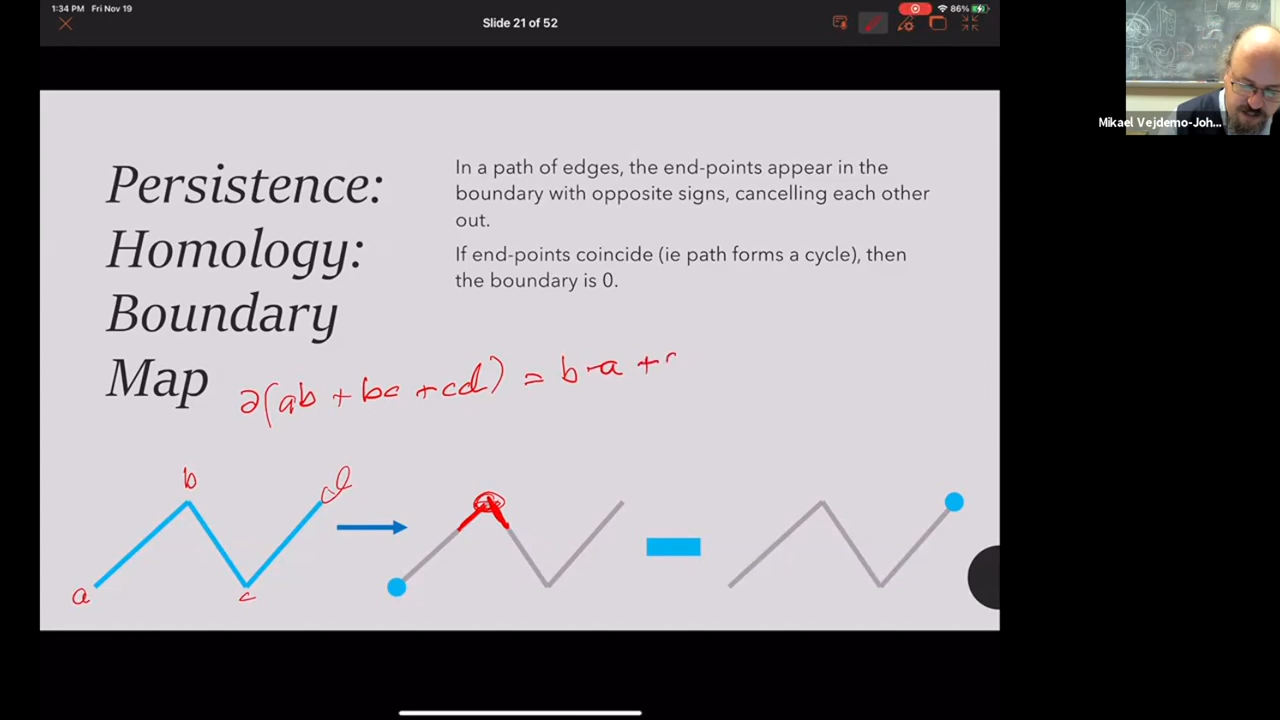 1:34 PM Fri Nov 19
Slide 21 of 52
86%
Mikael Vejdemo-Joh...
Persistence:
Homology:
Boundary
Map
In a path of edges, the end-points appear in the
boundary with opposite signs, cancelling each other
out.
If end-points coincide (ie path forms a cycle), then
the boundary is 0.
∂(ab + bc + cd) = b-a +
b
d
a
c